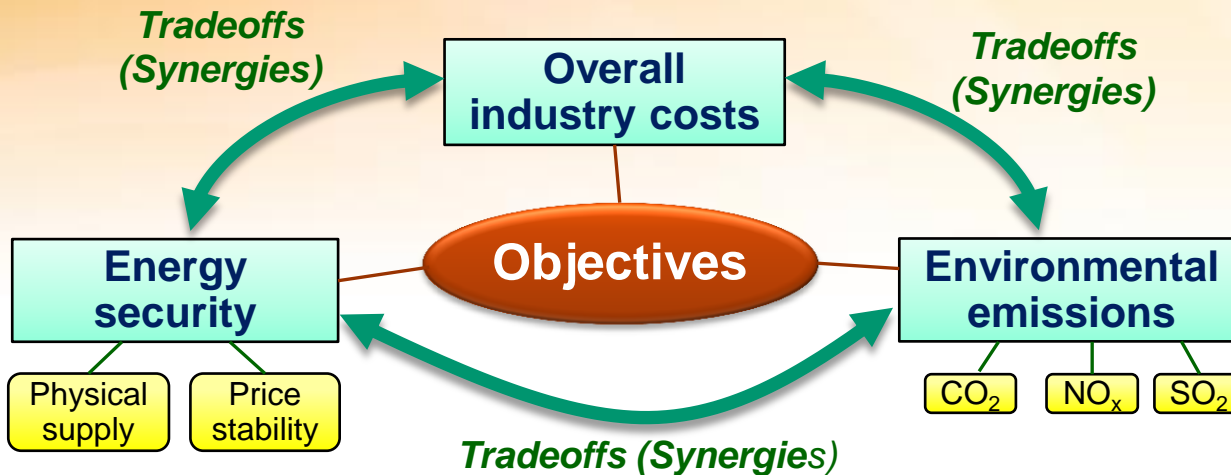 Tradeoffs
(Synergies)
Overall
industry costs
Tradeoffs
(Synergies)
Energy
security
Objectives
Environmental
emissions
Physical
supply
Price
stability
CO₂
NOₓ
SO₂
Tradeoffs (Synergies)